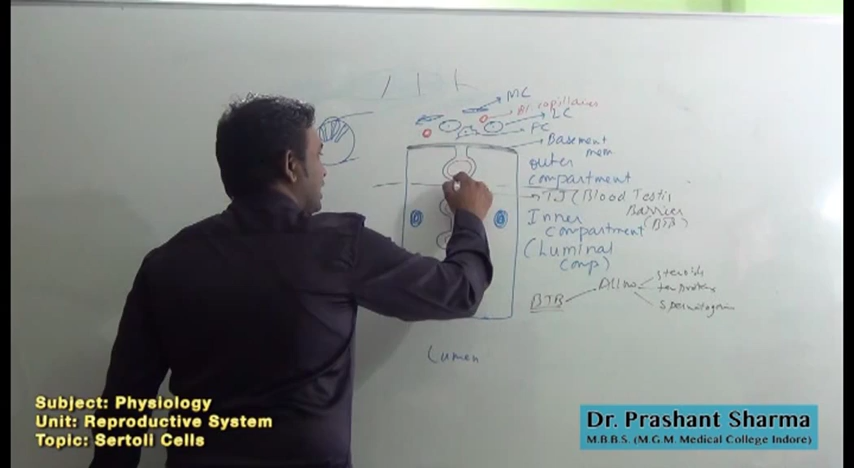 MC
Bl. capillaries
LC
PC
Basement
mem
outer
compartment
TJ (Blood Testis
Barrier
(BTB)
Inner
compartment
(Luminal
comp)
BTB
Allows
steroids
Spermatogonia
Lumen
Subject: Physiology
Unit: Reproductive System
Topic: Sertoli Cells
Dr. Prashant Sharma
M.B.B.S. (M.G.M. Medical College Indore)